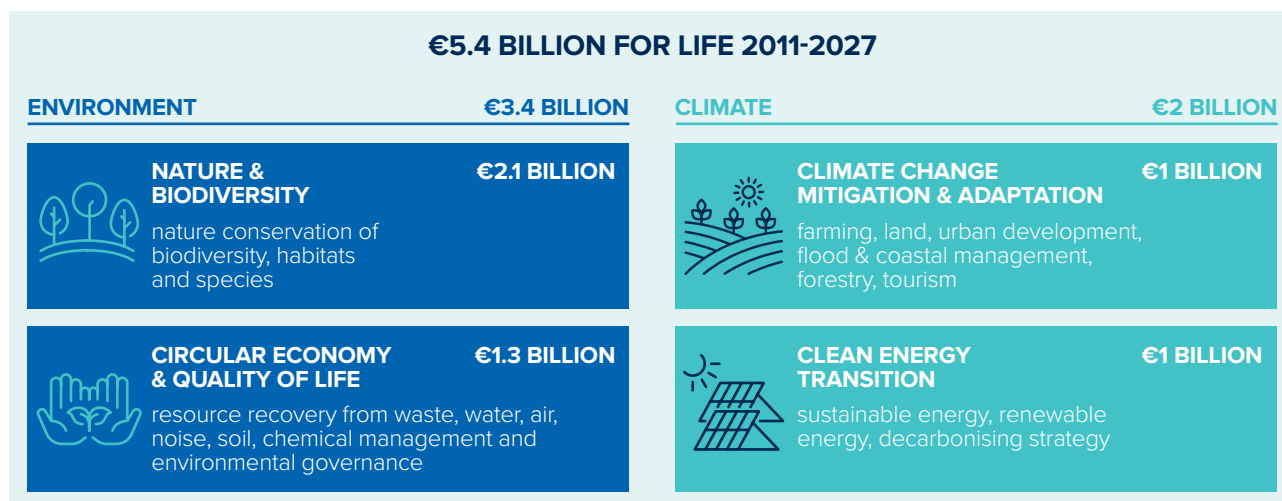 €5.4 BILLION FOR LIFE 2011-2027
ENVIRONMENT €3.4 BILLION
NATURE & €2.1 BILLION
BIODIVERSITY
nature conservation of
biodiversity, habitats
and species
CIRCULAR ECONOMY €1.3 BILLION
& QUALITY OF LIFE
resource recovery from waste, water, air,
noise, soil, chemical management and
environmental governance
CLIMATE €2 BILLION
CLIMATE CHANGE €1 BILLION
MITIGATION & ADAPTATION
farming, land, urban development,
flood & coastal management,
forestry, tourism
CLEAN ENERGY €1 BILLION
TRANSITION
sustainable energy, renewable
energy, decarbonising strategy